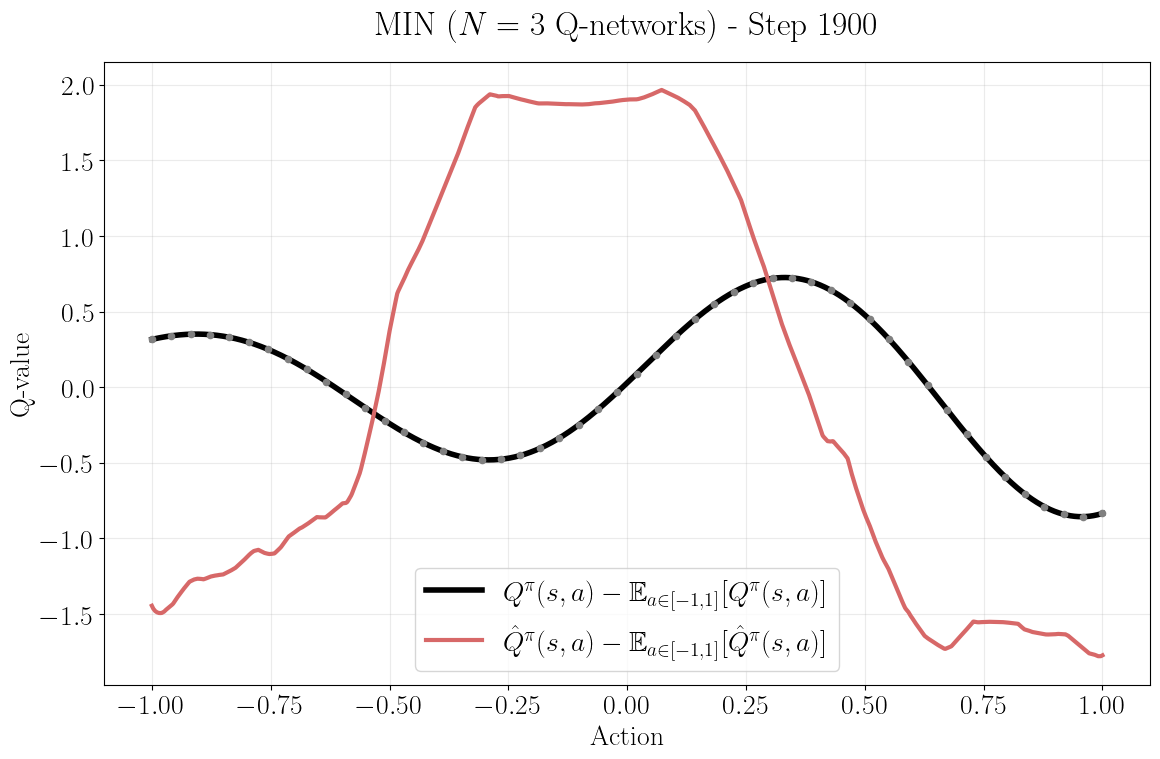 MIN (N = 3 Q-networks) - Step 1900
2.0
1.5
1.0
0.5
0.0
−0.5
−1.0
−1.5
Q-value
Q^π(s, a) − 𝔼_{a∈[−1,1]}[Q^π(s, a)]
Q̂^π(s, a) − 𝔼_{a∈[−1,1]}[Q̂^π(s, a)]
−1.00 −0.75 −0.50 −0.25 0.00 0.25 0.50 0.75 1.00
Action